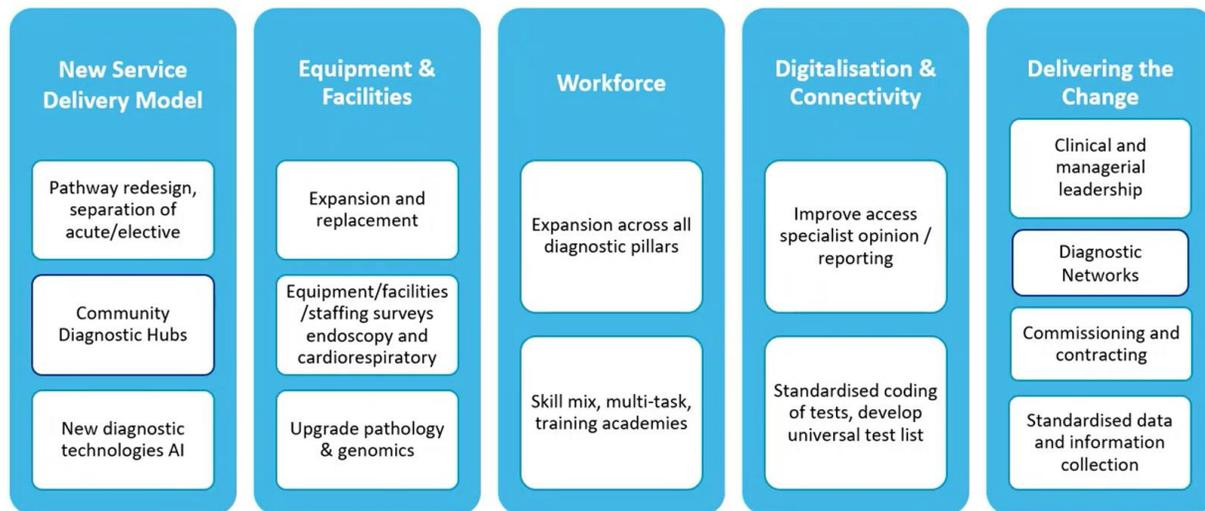 New Service
Delivery Model
Pathway redesign,
separation of
acute/elective
Community
Diagnostic Hubs
New diagnostic
technologies AI
Equipment &
Facilities
Expansion and
replacement
Equipment/facilities
/staffing surveys
endoscopy and
cardiorespiratory
Upgrade pathology
& genomics
Workforce
Expansion across all
diagnostic pillars
Skill mix, multi-task,
training academies
Digitalisation &
Connectivity
Improve access
specialist opinion /
reporting
Standardised coding
of tests, develop
universal test list
Delivering the
Change
Clinical and
managerial
leadership
Diagnostic
Networks
Commissioning and
contracting
Standardised data
and information
collection